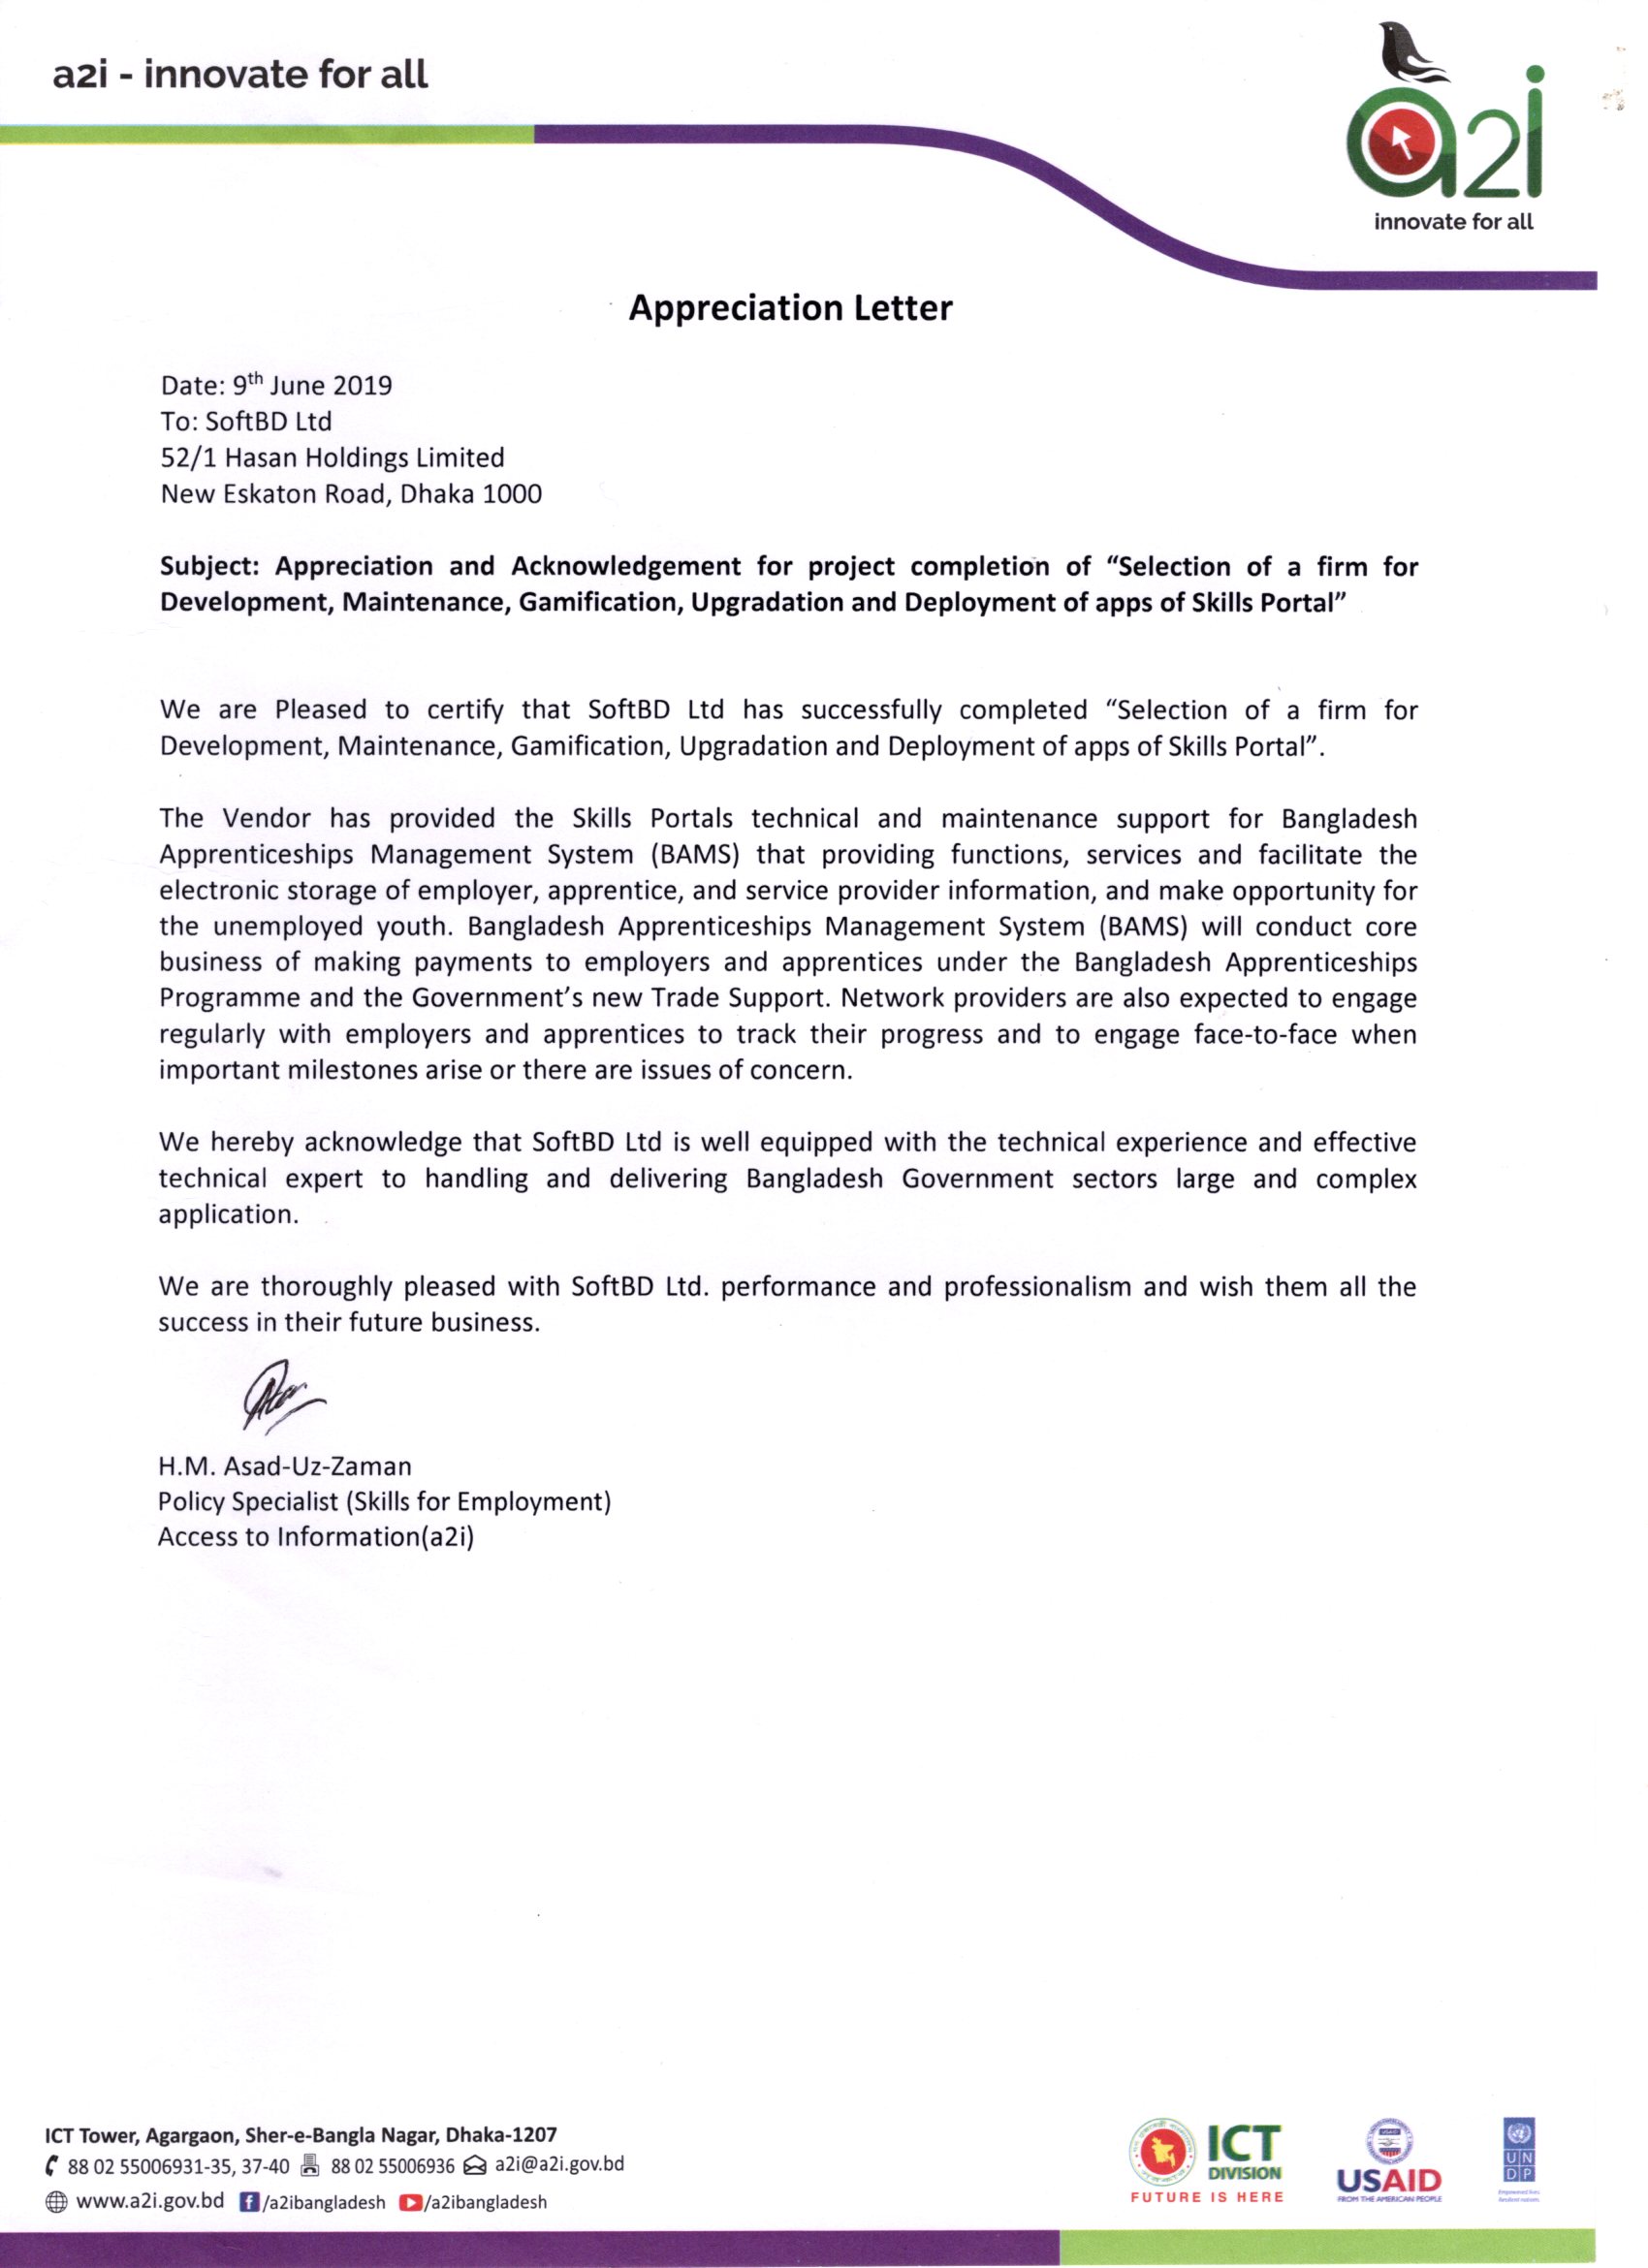 a2i - innovate for all
a2i
innovate for all
Appreciation Letter
Date: 9th June 2019
To: SoftBD Ltd
52/1 Hasan Holdings Limited
New Eskaton Road, Dhaka 1000
Subject: Appreciation and Acknowledgement for project completion of “Selection of a firm for
Development, Maintenance, Gamification, Upgradation and Deployment of apps of Skills Portal”
We are Pleased to certify that SoftBD Ltd has successfully completed “Selection of a firm for
Development, Maintenance, Gamification, Upgradation and Deployment of apps of Skills Portal”.
The Vendor has provided the Skills Portals technical and maintenance support for Bangladesh
Apprenticeships Management System (BAMS) that providing functions, services and facilitate the
electronic storage of employer, apprentice, and service provider information, and make opportunity for
the unemployed youth. Bangladesh Apprenticeships Management System (BAMS) will conduct core
business of making payments to employers and apprentices under the Bangladesh Apprenticeships
Programme and the Government’s new Trade Support. Network providers are also expected to engage
regularly with employers and apprentices to track their progress and to engage face-to-face when
important milestones arise or there are issues of concern.
We hereby acknowledge that SoftBD Ltd is well equipped with the technical experience and effective
technical expert to handling and delivering Bangladesh Government sectors large and complex
application.
We are thoroughly pleased with SoftBD Ltd. performance and professionalism and wish them all the
success in their future business.
H.M. Asad-Uz-Zaman
Policy Specialist (Skills for Employment)
Access to Information(a2i)
ICT Tower, Agargaon, Sher-e-Bangla Nagar, Dhaka-1207
88 02 55006931-35, 37-40 88 02 55006936 a2i@a2i.gov.bd
www.a2i.gov.bd /a2ibangladesh /a2ibangladesh
ICT
DIVISION
FUTURE IS HERE
USAID
FROM THE AMERICAN PEOPLE
UN
DP
Empowered lives.
Resilient nations.